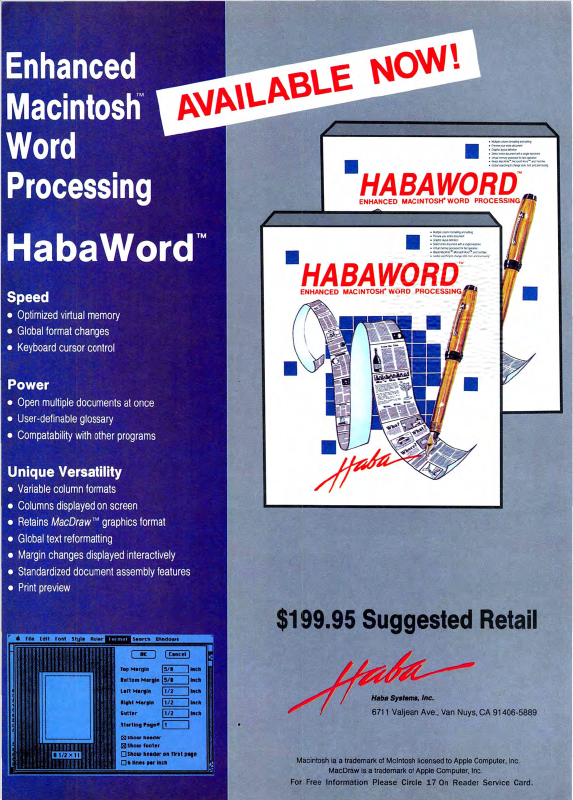 Enhanced
Macintosh™
Word
Processing
AVAILABLE NOW!
HabaWord™
Speed
• Optimized virtual memory
• Global format changes
• Keyboard cursor control
Power
• Open multiple documents at once
• User-definable glossary
• Compatability with other programs
Unique Versatility
• Variable column formats
• Columns displayed on screen
• Retains MacDraw™ graphics format
• Global text reformatting
• Margin changes displayed interactively
• Standardized document assembly features
• Print preview
File Edit Font Style Ruler Format Search Windows
OK Cancel
Top Margin 5/8 inch
Bottom Margin 5/8 inch
Left Margin 1/2 inch
Right Margin 1/2 inch
Gutter 1/2 inch
Starting Page# 1
Show header
Show footer
Show header on first page
6 lines per inch
8 1/2 × 11
HABAWORD™
ENHANCED MACINTOSH® WORD PROCESSING
HABAWORD™
ENHANCED MACINTOSH® WORD PROCESSING
Who?
What?
Where?
When?
Haba
$199.95 Suggested Retail
Haba
Haba Systems, Inc.
6711 Valjean Ave., Van Nuys, CA 91406-5889
Macintosh is a trademark of McIntosh licensed to Apple Computer, Inc.
MacDraw is a trademark of Apple Computer, Inc.
For Free Information Please Circle 17 On Reader Service Card.